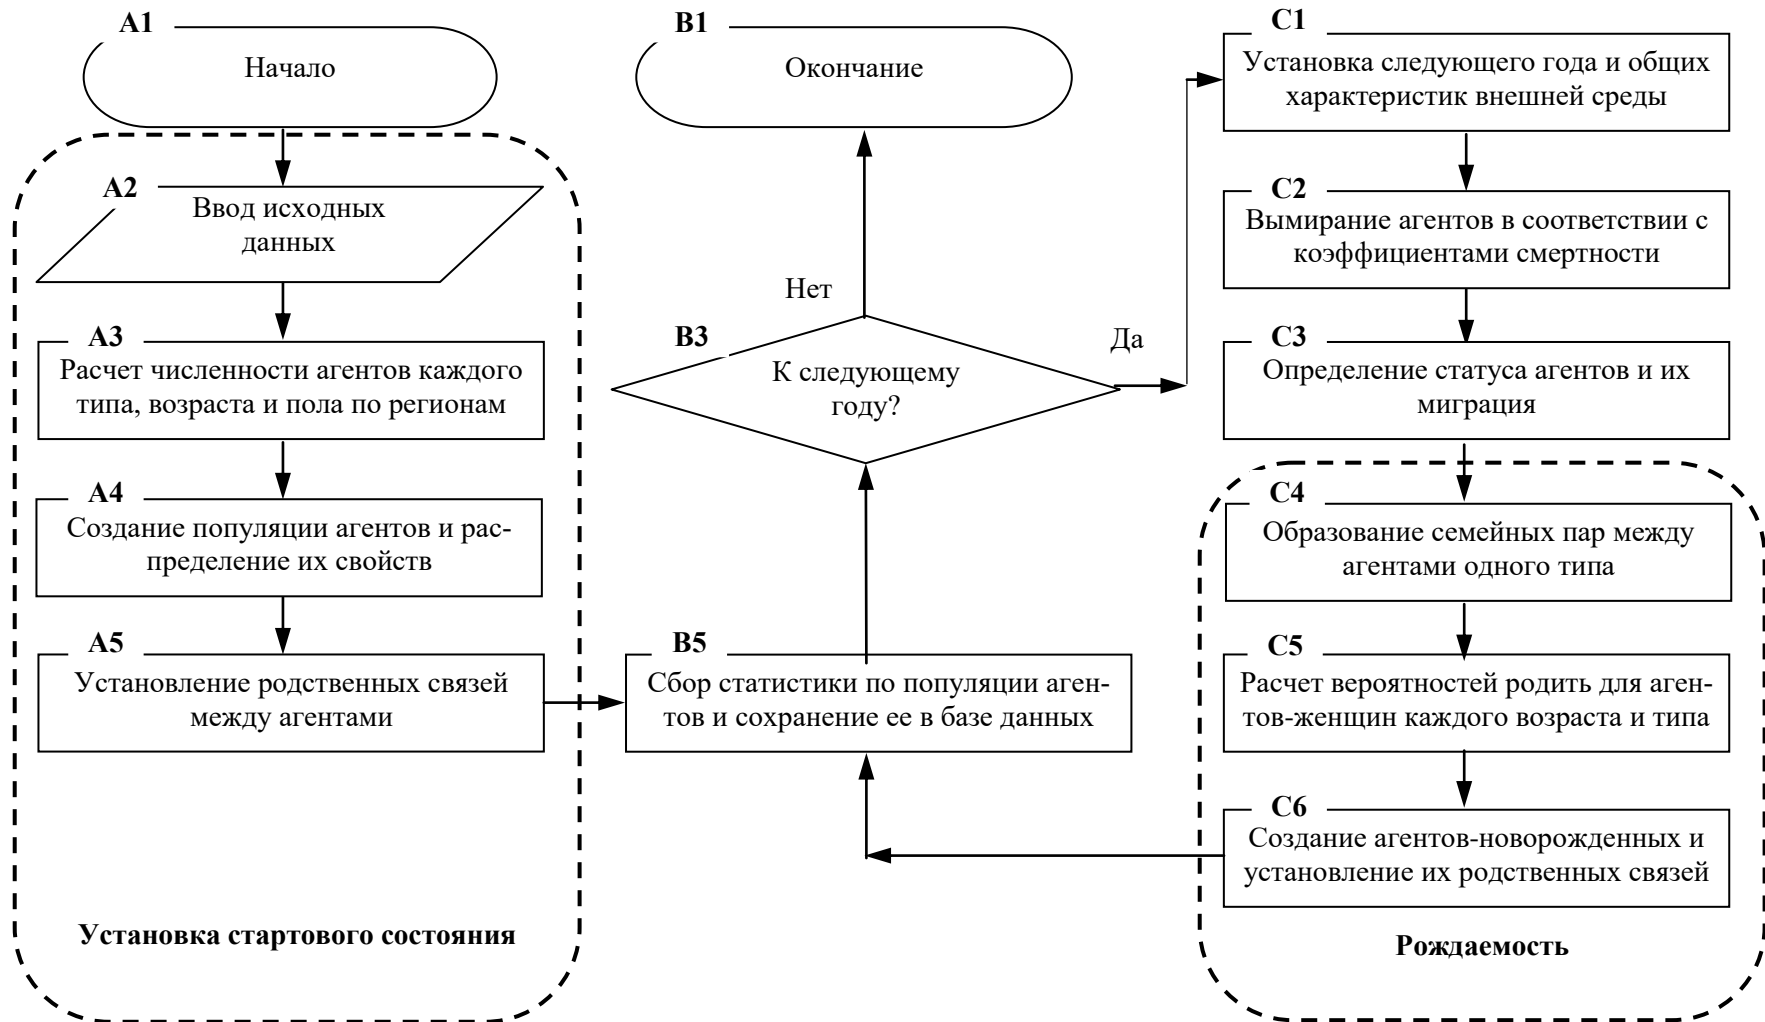 A1
Начало
A2
Ввод исходных
данных
A3
Расчет численности агентов каждого
типа, возраста и пола по регионам
A4
Создание популяции агентов и рас-
пределение их свойств
A5
Установление родственных связей
между агентами
Установка стартового состояния
B1
Окончание
Нет
B3
Да
К следующему
году?
B5
Сбор статистики по популяции аген-
тов и сохранение ее в базе данных
C1
Установка следующего года и общих
характеристик внешней среды
C2
Вымирание агентов в соответствии с
коэффициентами смертности
C3
Определение статуса агентов и их
миграция
C4
Образование семейных пар между
агентами одного типа
C5
Расчет вероятностей родить для аген-
тов-женщин каждого возраста и типа
C6
Создание агентов-новорожденных и
установление их родственных связей
Рождаемость